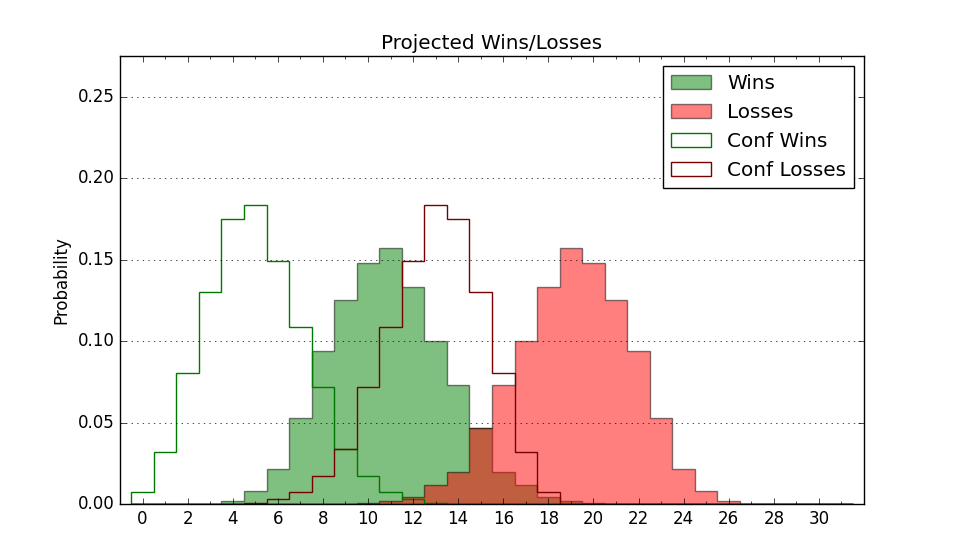 Projected Wins/Losses
Wins
Losses
Conf Wins
Conf Losses
Probability
0.25
0.20
0.15
0.10
0.05
0.00
0 2 4 6 8 10 12 14 16 18 20 22 24 26 28 30